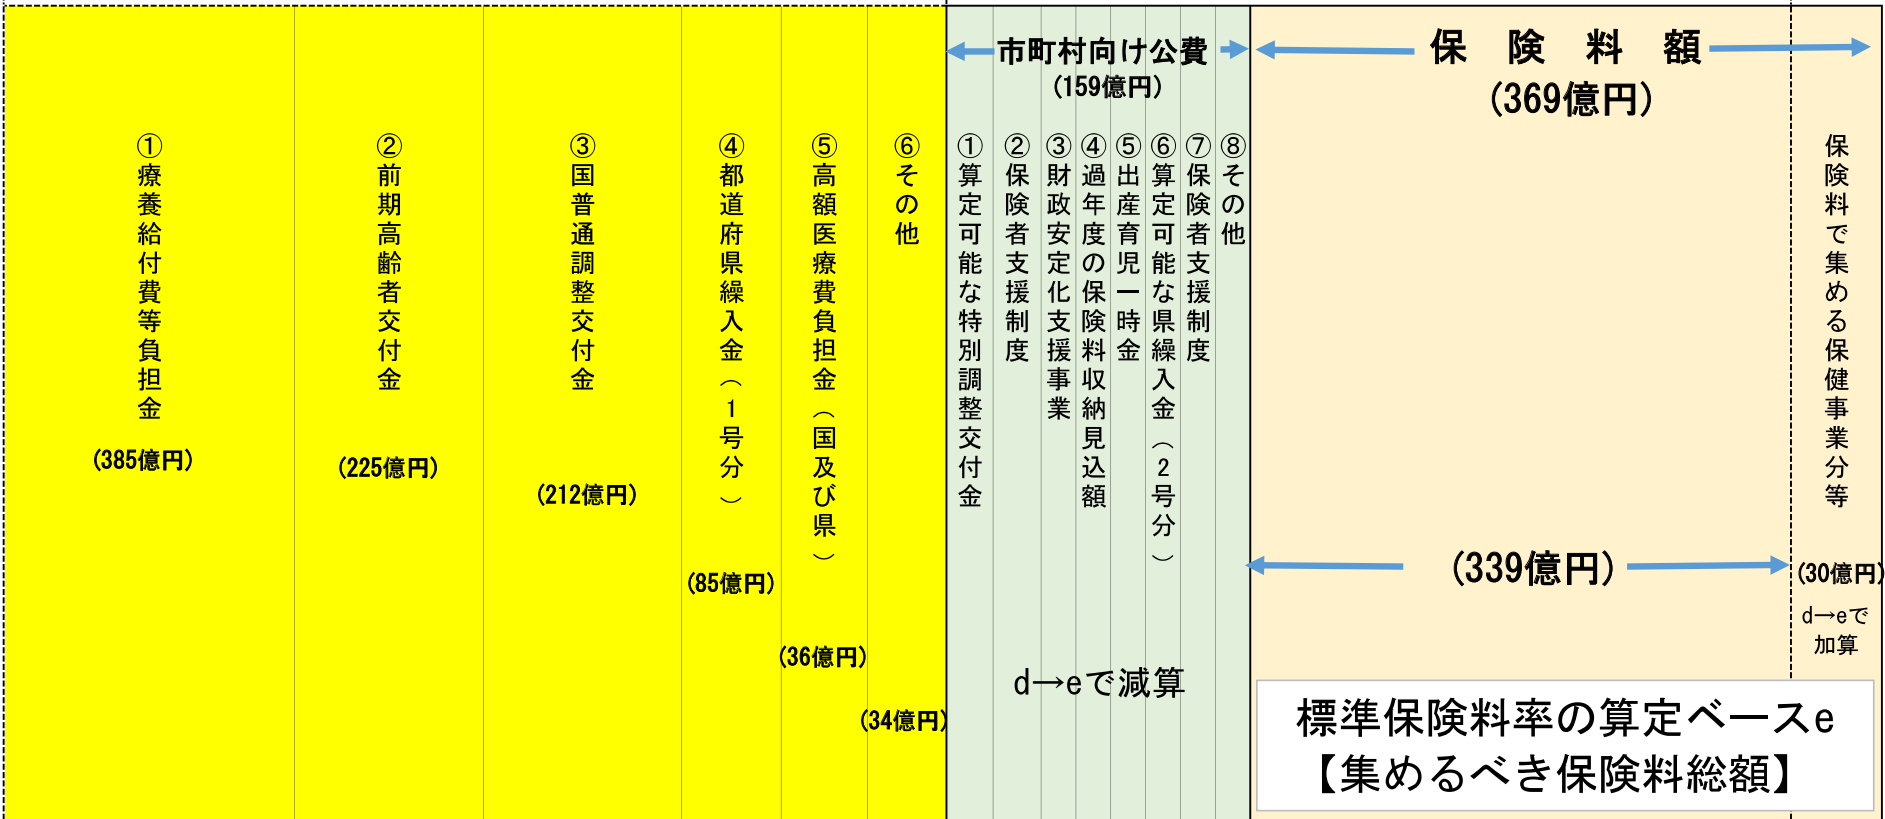 ①療養給付費等負担金
(385億円)
②前期高齢者交付金
(225億円)
③国普通調整交付金
(212億円)
④都道府県繰入金(1号分)
(85億円)
⑤高額医療費負担金(国及び県)
(36億円)
⑥その他
(34億円)
市町村向け公費
(159億円)
①算定可能な特別調整交付金
②保険者支援制度
③財政安定化支援事業
④過年度の保険料収納見込額
⑤出産育児一時金
⑥算定可能な県繰入金(2号分)
⑦保険者支援制度
⑧その他
d→eで減算
保険料額
(369億円)
(339億円)
保険料で集める保健事業分等
(30億円)
d→eで
加算
標準保険料率の算定ベースe
【集めるべき保険料総額】